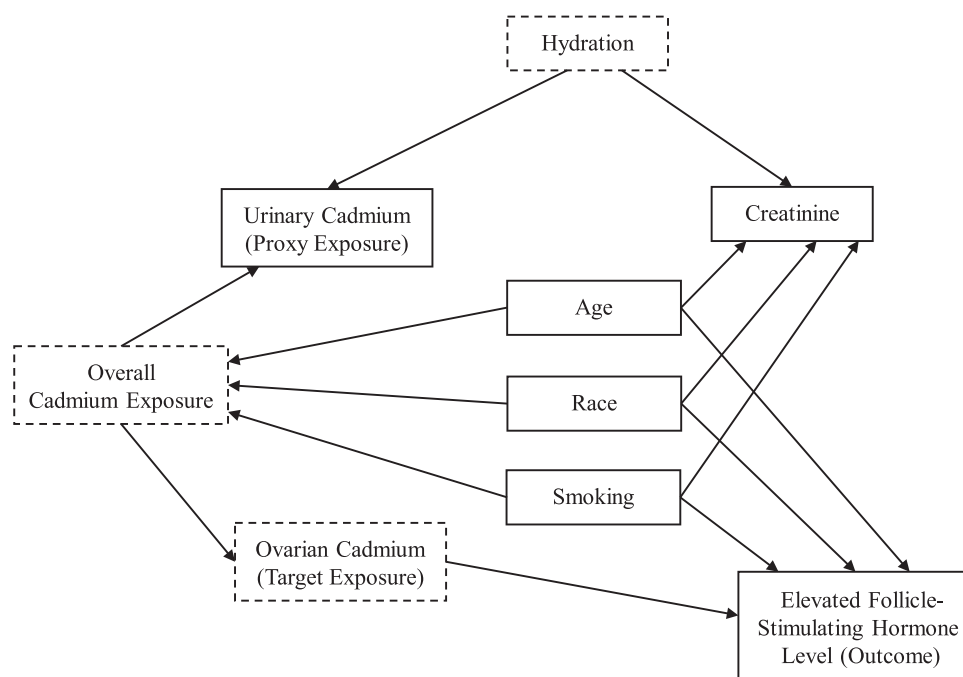 Hydration
Urinary Cadmium
(Proxy Exposure)
Creatinine
Age
Overall
Cadmium Exposure
Race
Smoking
Ovarian Cadmium
(Target Exposure)
Elevated Follicle-
Stimulating Hormone
Level (Outcome)